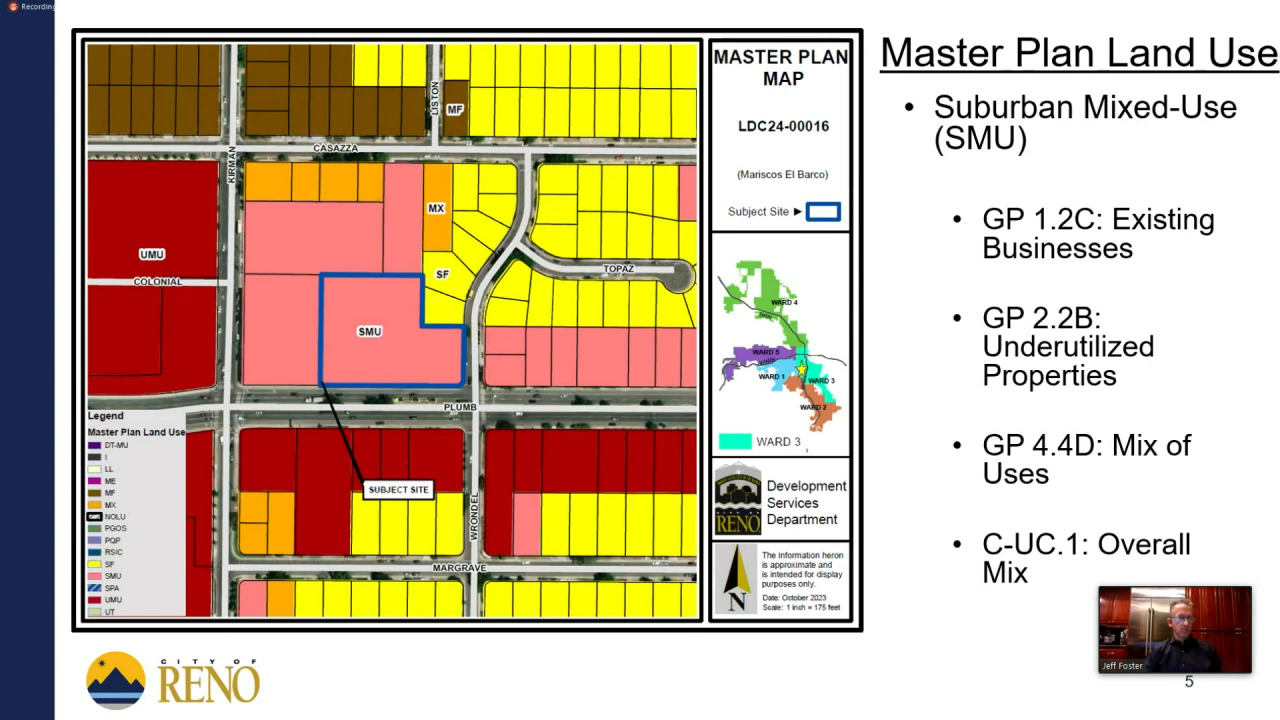 Recording
MASTER PLAN
MAP
LDC24-00016
(Mariscos El Barco)
Subject Site ►
WARD 4
WARD 5
WARD 1
WARD 3
WARD 2
WARD 3
RENO
Development
Services
Department
N
The information heron
is approximate and
is intended for display
purposes only.
Date: October 2023
Scale: 1 inch = 175 feet
LISTON
MF
CASAZZA
KIRMAN
MX
UMU
SF
TOPAZ
COLONIAL
SMU
PLUMB
SUBJECT SITE
WRONDEL
MARGRAVE
Legend
Master Plan Land Use
DT-MU
I
LL
ME
MF
MX
NOLU
PGOS
PQP
RSIC
SF
SMU
SPA
UMU
UT
Master Plan Land Use
• Suburban Mixed-Use
(SMU)
• GP 1.2C: Existing
Businesses
• GP 2.2B:
Underutilized
Properties
• GP 4.4D: Mix of
Uses
• C-UC.1: Overall
Mix
Jeff Foster
5
CITY OF
RENO